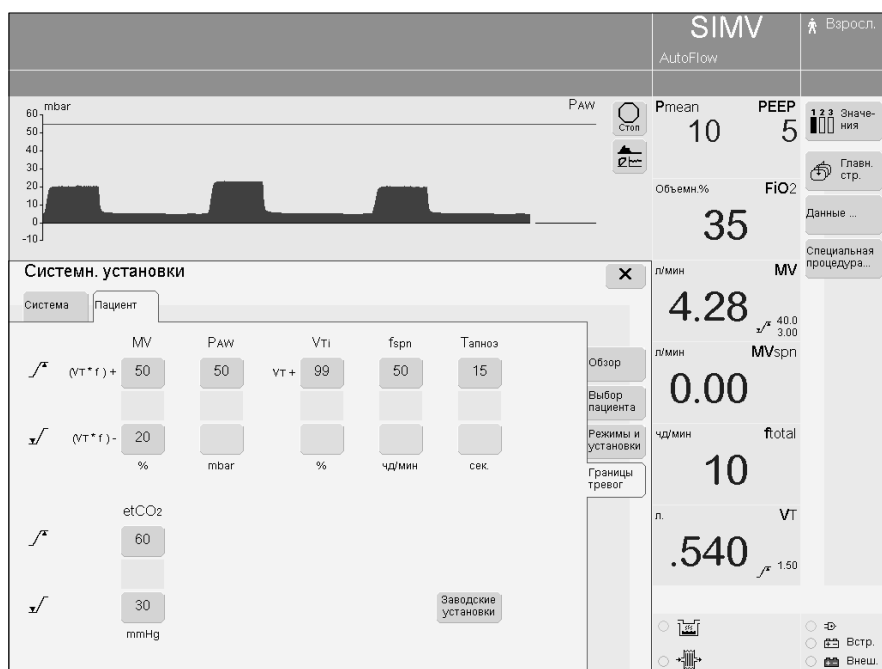 SIMV
Взросл.
AutoFlow
mbar
PAW
60
50
40
30
20
10
0
-10
Стоп
Pmean PEEP
10 5
1 2 3 Значе-
ния
Главн.
стр.
Объемн.% FiO2
35
Данные ...
Специальная
процедура...
Системн. установки
л/мин MV
4.28
40.0
3.00
Система Пациент
MV PAW VTi fspn Tапноэ
(VT * f ) + 50 50 VT + 99 50 15
(VT * f ) - 20
% mbar % чд/мин сек.
Обзор
Выбор
пациента
Режимы и
установки
Границы
тревог
л/мин MVspn
0.00
чд/мин ftotal
10
etCO2
60
30
mmHg
Заводские
установки
л. VT
.540
1.50
Встр.
Внеш.